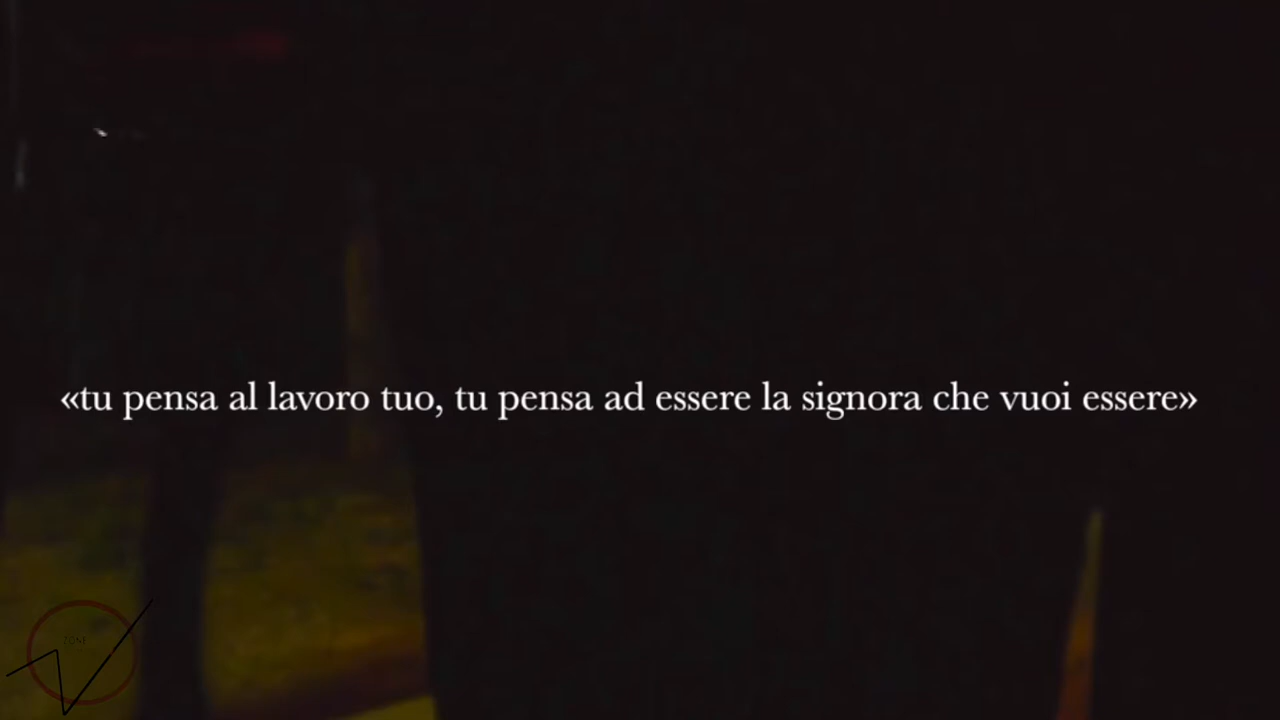 «tu pensa al lavoro tuo, tu pensa ad essere la signora che vuoi essere»